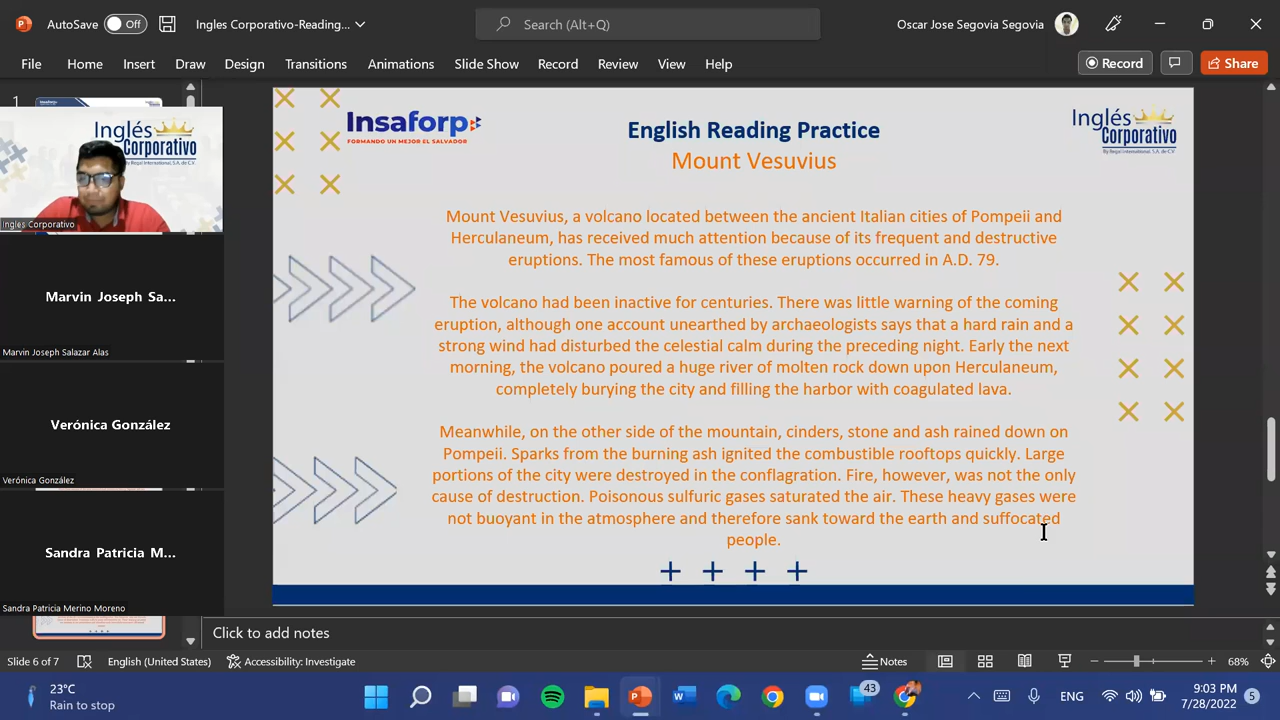 AutoSave Off
Ingles Corporativo-Reading...
Search (Alt+Q)
Oscar Jose Segovia Segovia
File Home Insert Draw Design Transitions Animations Slide Show Record Review View Help
Record
Share
1
Inglés
Corporativo
By Regal International, S.A. de C.V.
Ingles Corporativo
Marvin Joseph Sa...
Marvin Joseph Salazar Alas
Verónica González
Verónica González
Sandra Patricia M...
Sandra Patricia Merino Moreno
Insaforp
FORMANDO UN MEJOR EL SALVADOR
English Reading Practice
Mount Vesuvius
Inglés
Corporativo
By Regal International, S.A. de C.V.
Mount Vesuvius, a volcano located between the ancient Italian cities of Pompeii and
Herculaneum, has received much attention because of its frequent and destructive
eruptions. The most famous of these eruptions occurred in A.D. 79.
The volcano had been inactive for centuries. There was little warning of the coming
eruption, although one account unearthed by archaeologists says that a hard rain and a
strong wind had disturbed the celestial calm during the preceding night. Early the next
morning, the volcano poured a huge river of molten rock down upon Herculaneum,
completely burying the city and filling the harbor with coagulated lava.
Meanwhile, on the other side of the mountain, cinders, stone and ash rained down on
Pompeii. Sparks from the burning ash ignited the combustible rooftops quickly. Large
portions of the city were destroyed in the conflagration. Fire, however, was not the only
cause of destruction. Poisonous sulfuric gases saturated the air. These heavy gases were
not buoyant in the atmosphere and therefore sank toward the earth and suffocated
people.
Click to add notes
Slide 6 of 7
English (United States)
Accessibility: Investigate
Notes
68%
23°C
Rain to stop
43
ENG
9:03 PM
7/28/2022
5